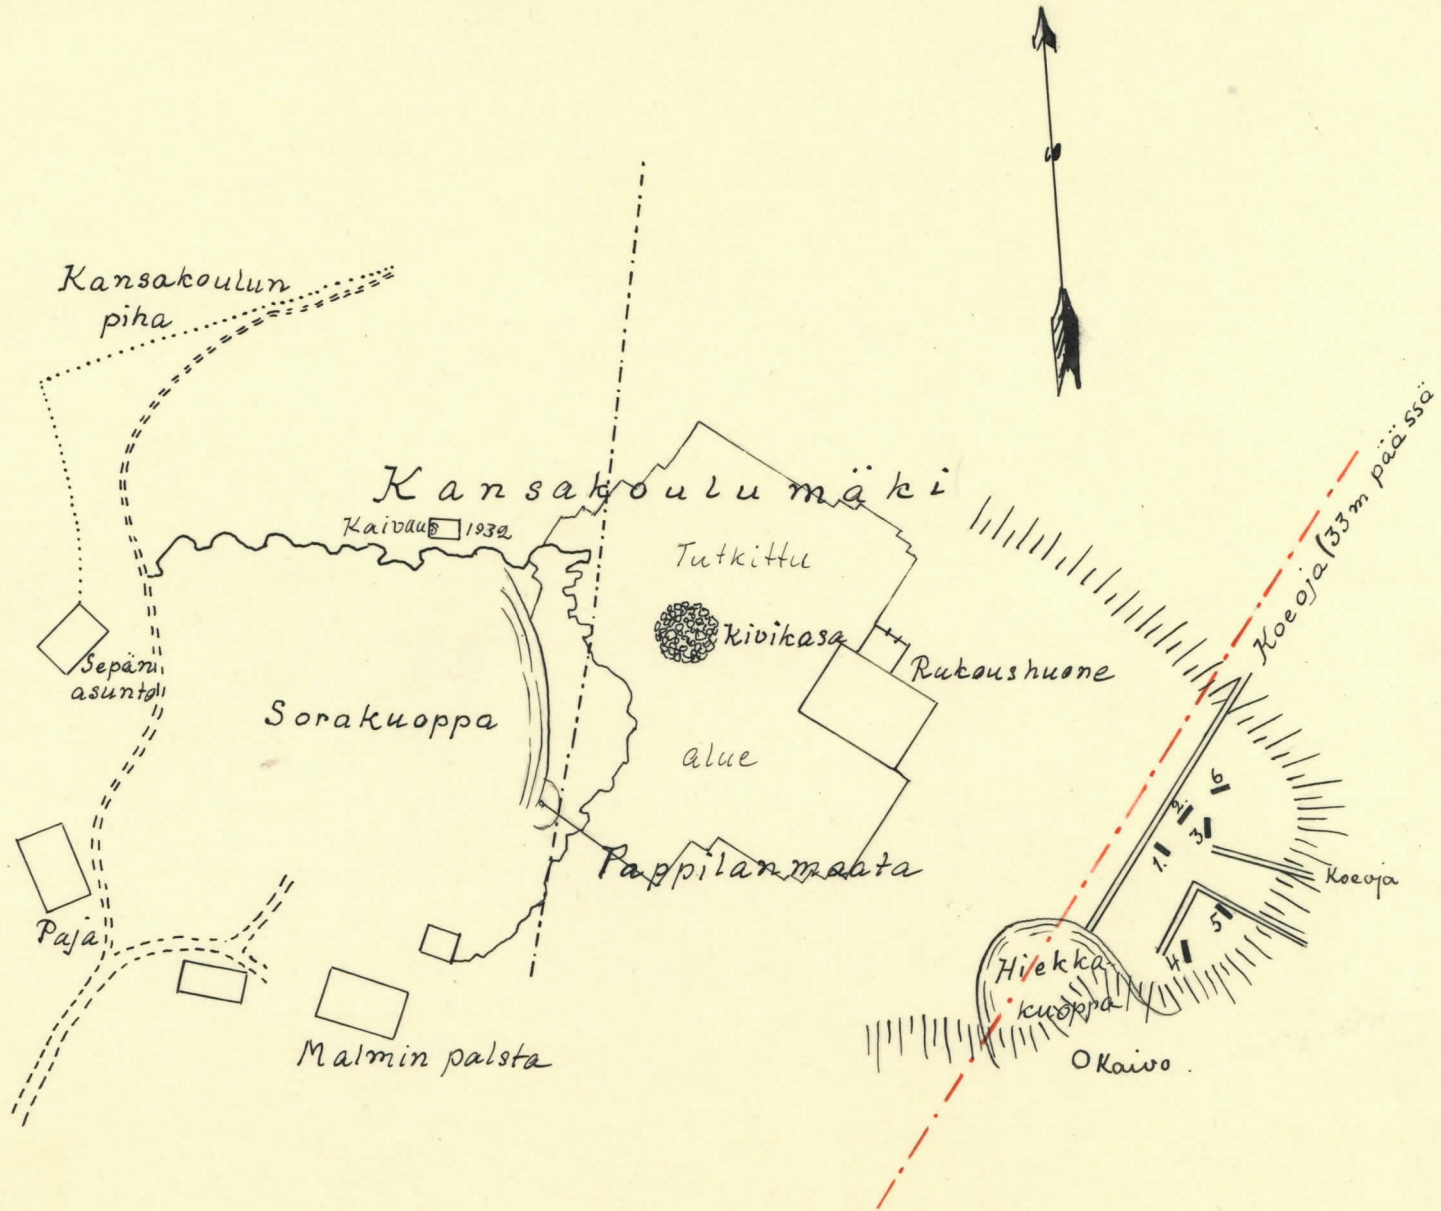 Kansakoulun
piha
Kansakoulumäki
Kaivaus 1932
Tutkittu
Kivikasa
Rukoushuone
Sepän
asunto
Sorakuoppa
alue
Koeoja (33 m päässä
6
2.
3
1.
Pappilanmaata
Koeoja
5
4
Paja
Hiekka-
kuoppa
Malmin palsta
Kaivo.